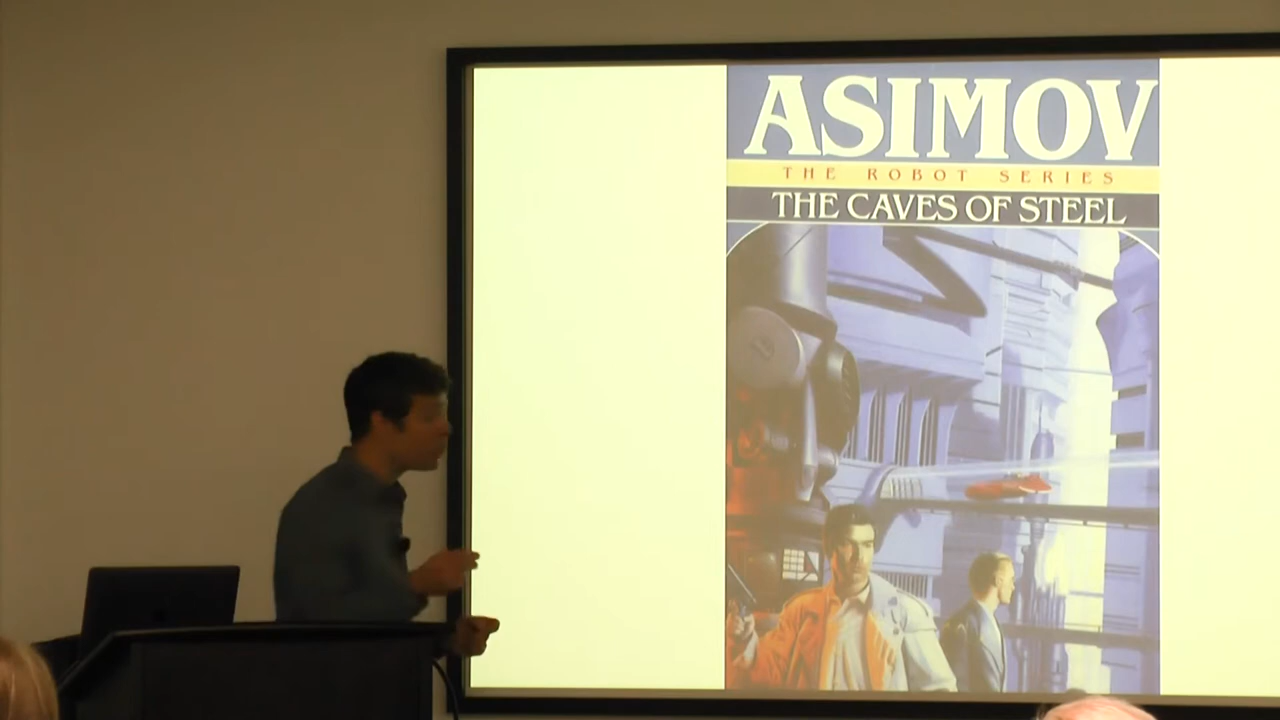 ASIMOV
THE ROBOT SERIES
THE CAVES OF STEEL